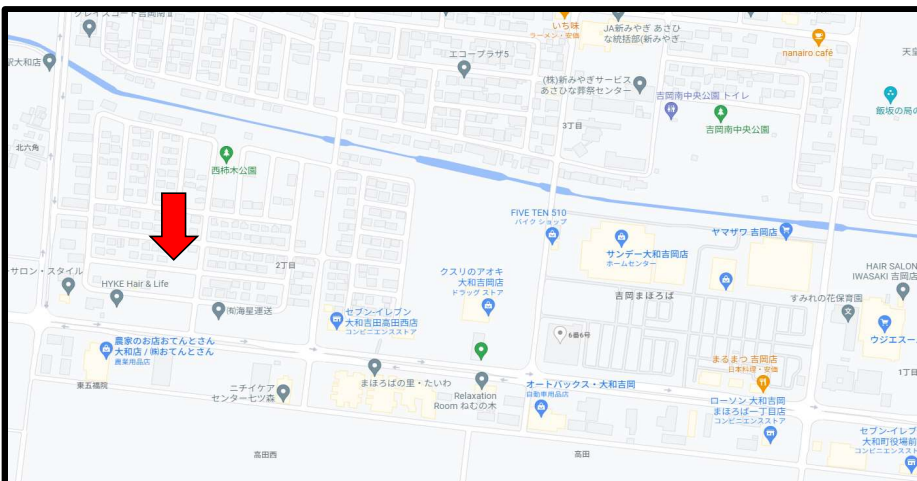 グレイスコート吉岡南Ⅱ
いち味
ラーメン・安価
JA新みやぎ あさひ
な統括部(新みやぎ...
nanairo café
天皇
駅大和店
エコープラザ5
(株)新みやぎサービス
あさひな葬祭センター
吉岡南中央公園 トイレ
飯坂の局の
3丁目
吉岡南中央公園
北六角
西柿木公園
FIVE TEN 510
バイク ショップ
ヤマザワ 吉岡店
サンデー大和吉岡店
ホームセンター
2丁目
HAIR SALON
IWASAKI 吉岡店
サロン・スタイル
HYKE Hair & Life
クスリのアオキ
大和吉岡店
ドラッグ ストア
吉岡まほろば
すみれの花保育園
㈲海星運送
セブン-イレブン
大和吉田高田西店
コンビニエンスストア
6番6号
ウジエスー
農家のお店おてんとさん
大和店 / ㈱おてんとさん
農業用品店
まるまつ 吉岡店
日本料理・安価
1丁目
東五福院
ニチイケア
センター七ツ森
まほろばの里・たいわ
Relaxation
Room ねむの木
オートバックス・大和吉岡
自動車用品店
ローソン 大和吉岡
まほろば一丁目店
コンビニエンスストア
セブン-イレブ
大和町役場前
コンビニエンススト
高田西
高田